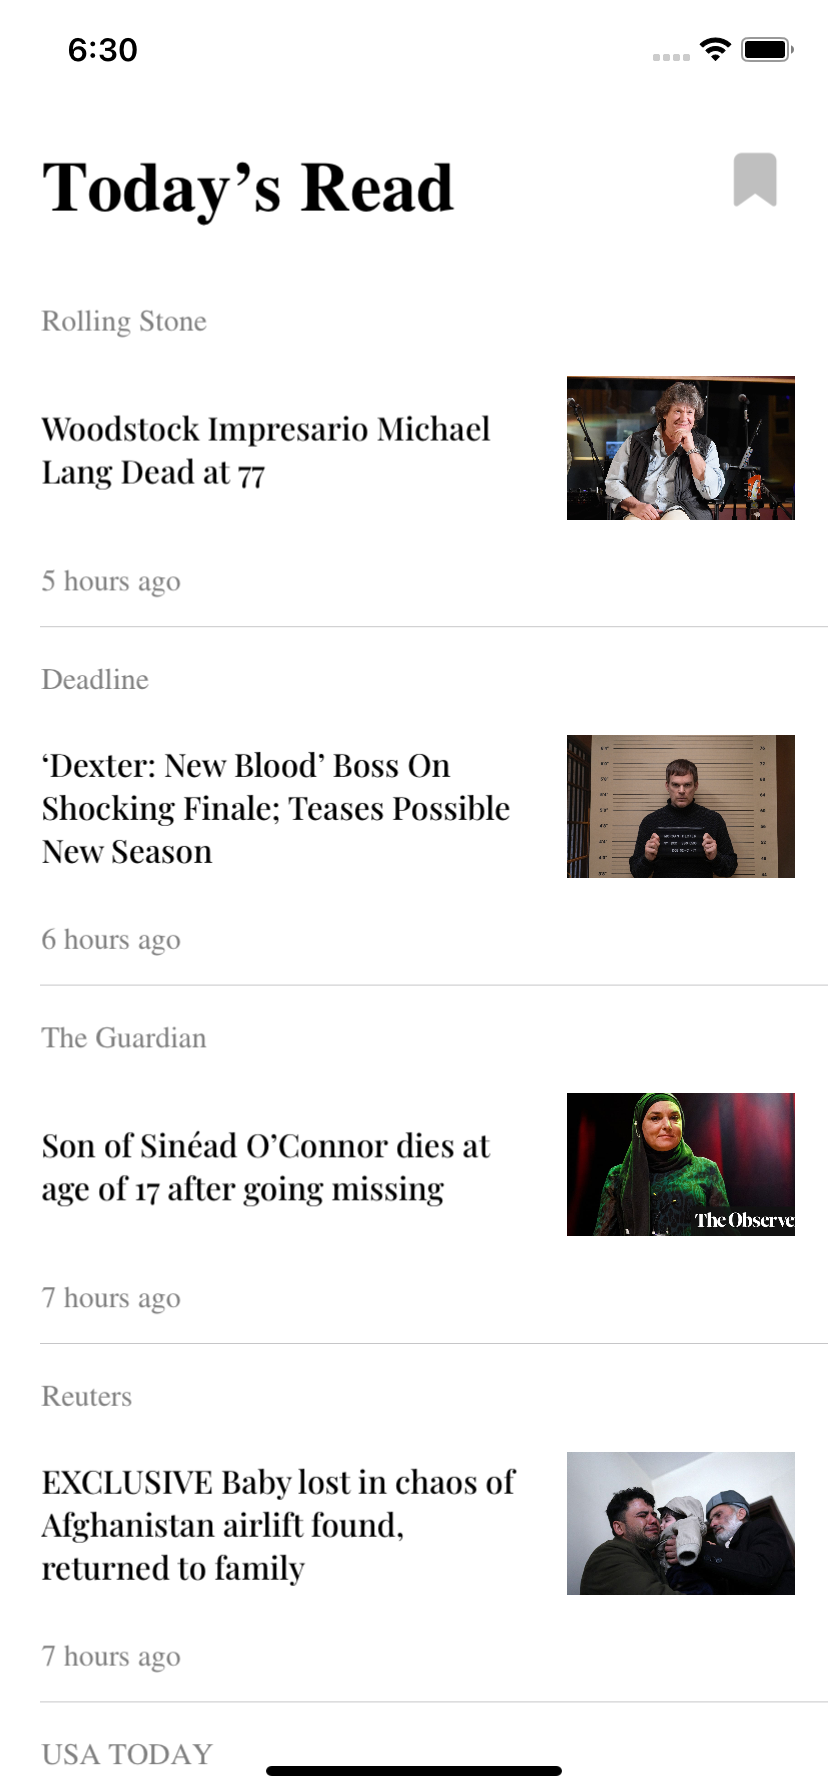 6:30
Today’s Read
Rolling Stone
Woodstock Impresario Michael
Lang Dead at 77
5 hours ago
Deadline
‘Dexter: New Blood’ Boss On
Shocking Finale; Teases Possible
New Season
6 hours ago
The Guardian
Son of Sinéad O’Connor dies at
age of 17 after going missing
The Observe
7 hours ago
Reuters
EXCLUSIVE Baby lost in chaos of
Afghanistan airlift found,
returned to family
7 hours ago
USA TODAY